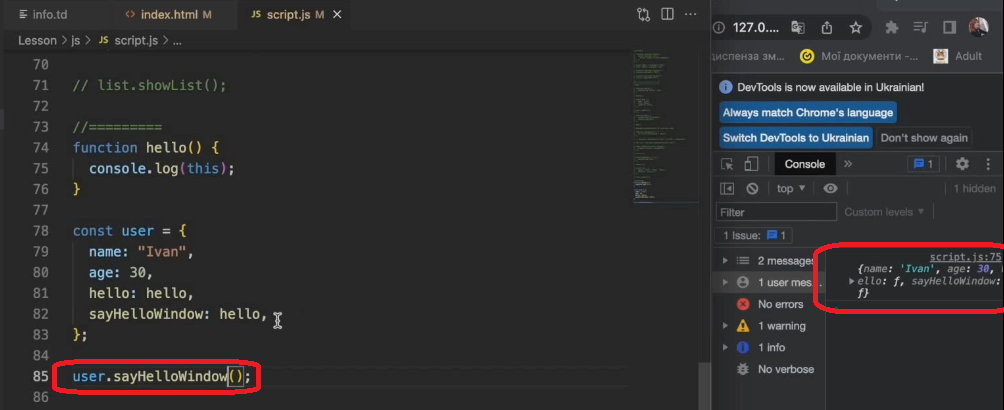 info.td
index.html M
JS script.js M
Lesson > js > JS script.js > ...
70
71 // list.showList();
72
73 //=========
74 function hello() {
75 console.log(this);
76 }
77
78 const user = {
79 name: "Ivan",
80 age: 30,
81 hello: hello,
82 sayHelloWindow: hello,
83 };
84
85 user.sayHelloWindow();
86
127.0....
диспенза зм...
Мої документи -...
Adult
DevTools is now available in Ukrainian!
Always match Chrome's language
Switch DevTools to Ukrainian
Don't show again
Console
1
top
1 hidden
Filter
Custom levels
1 Issue: 1
2 messages
1 user mes...
No errors
1 warning
1 info
No verbose
script.js:75
{name: 'Ivan', age: 30,
ello: ƒ, sayHelloWindow:
ƒ}